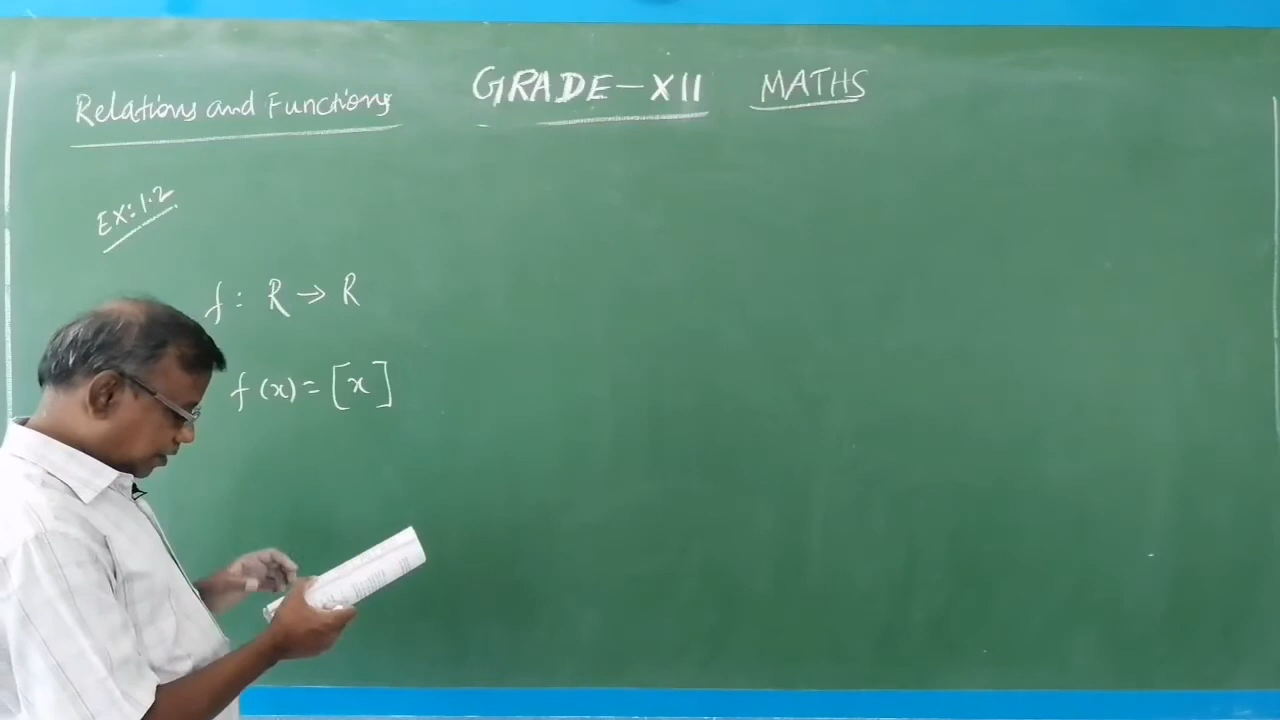 GRADE-XII MATHS
Relations and Functions
EX: 1.2
f : R → R
f(x) = [x]